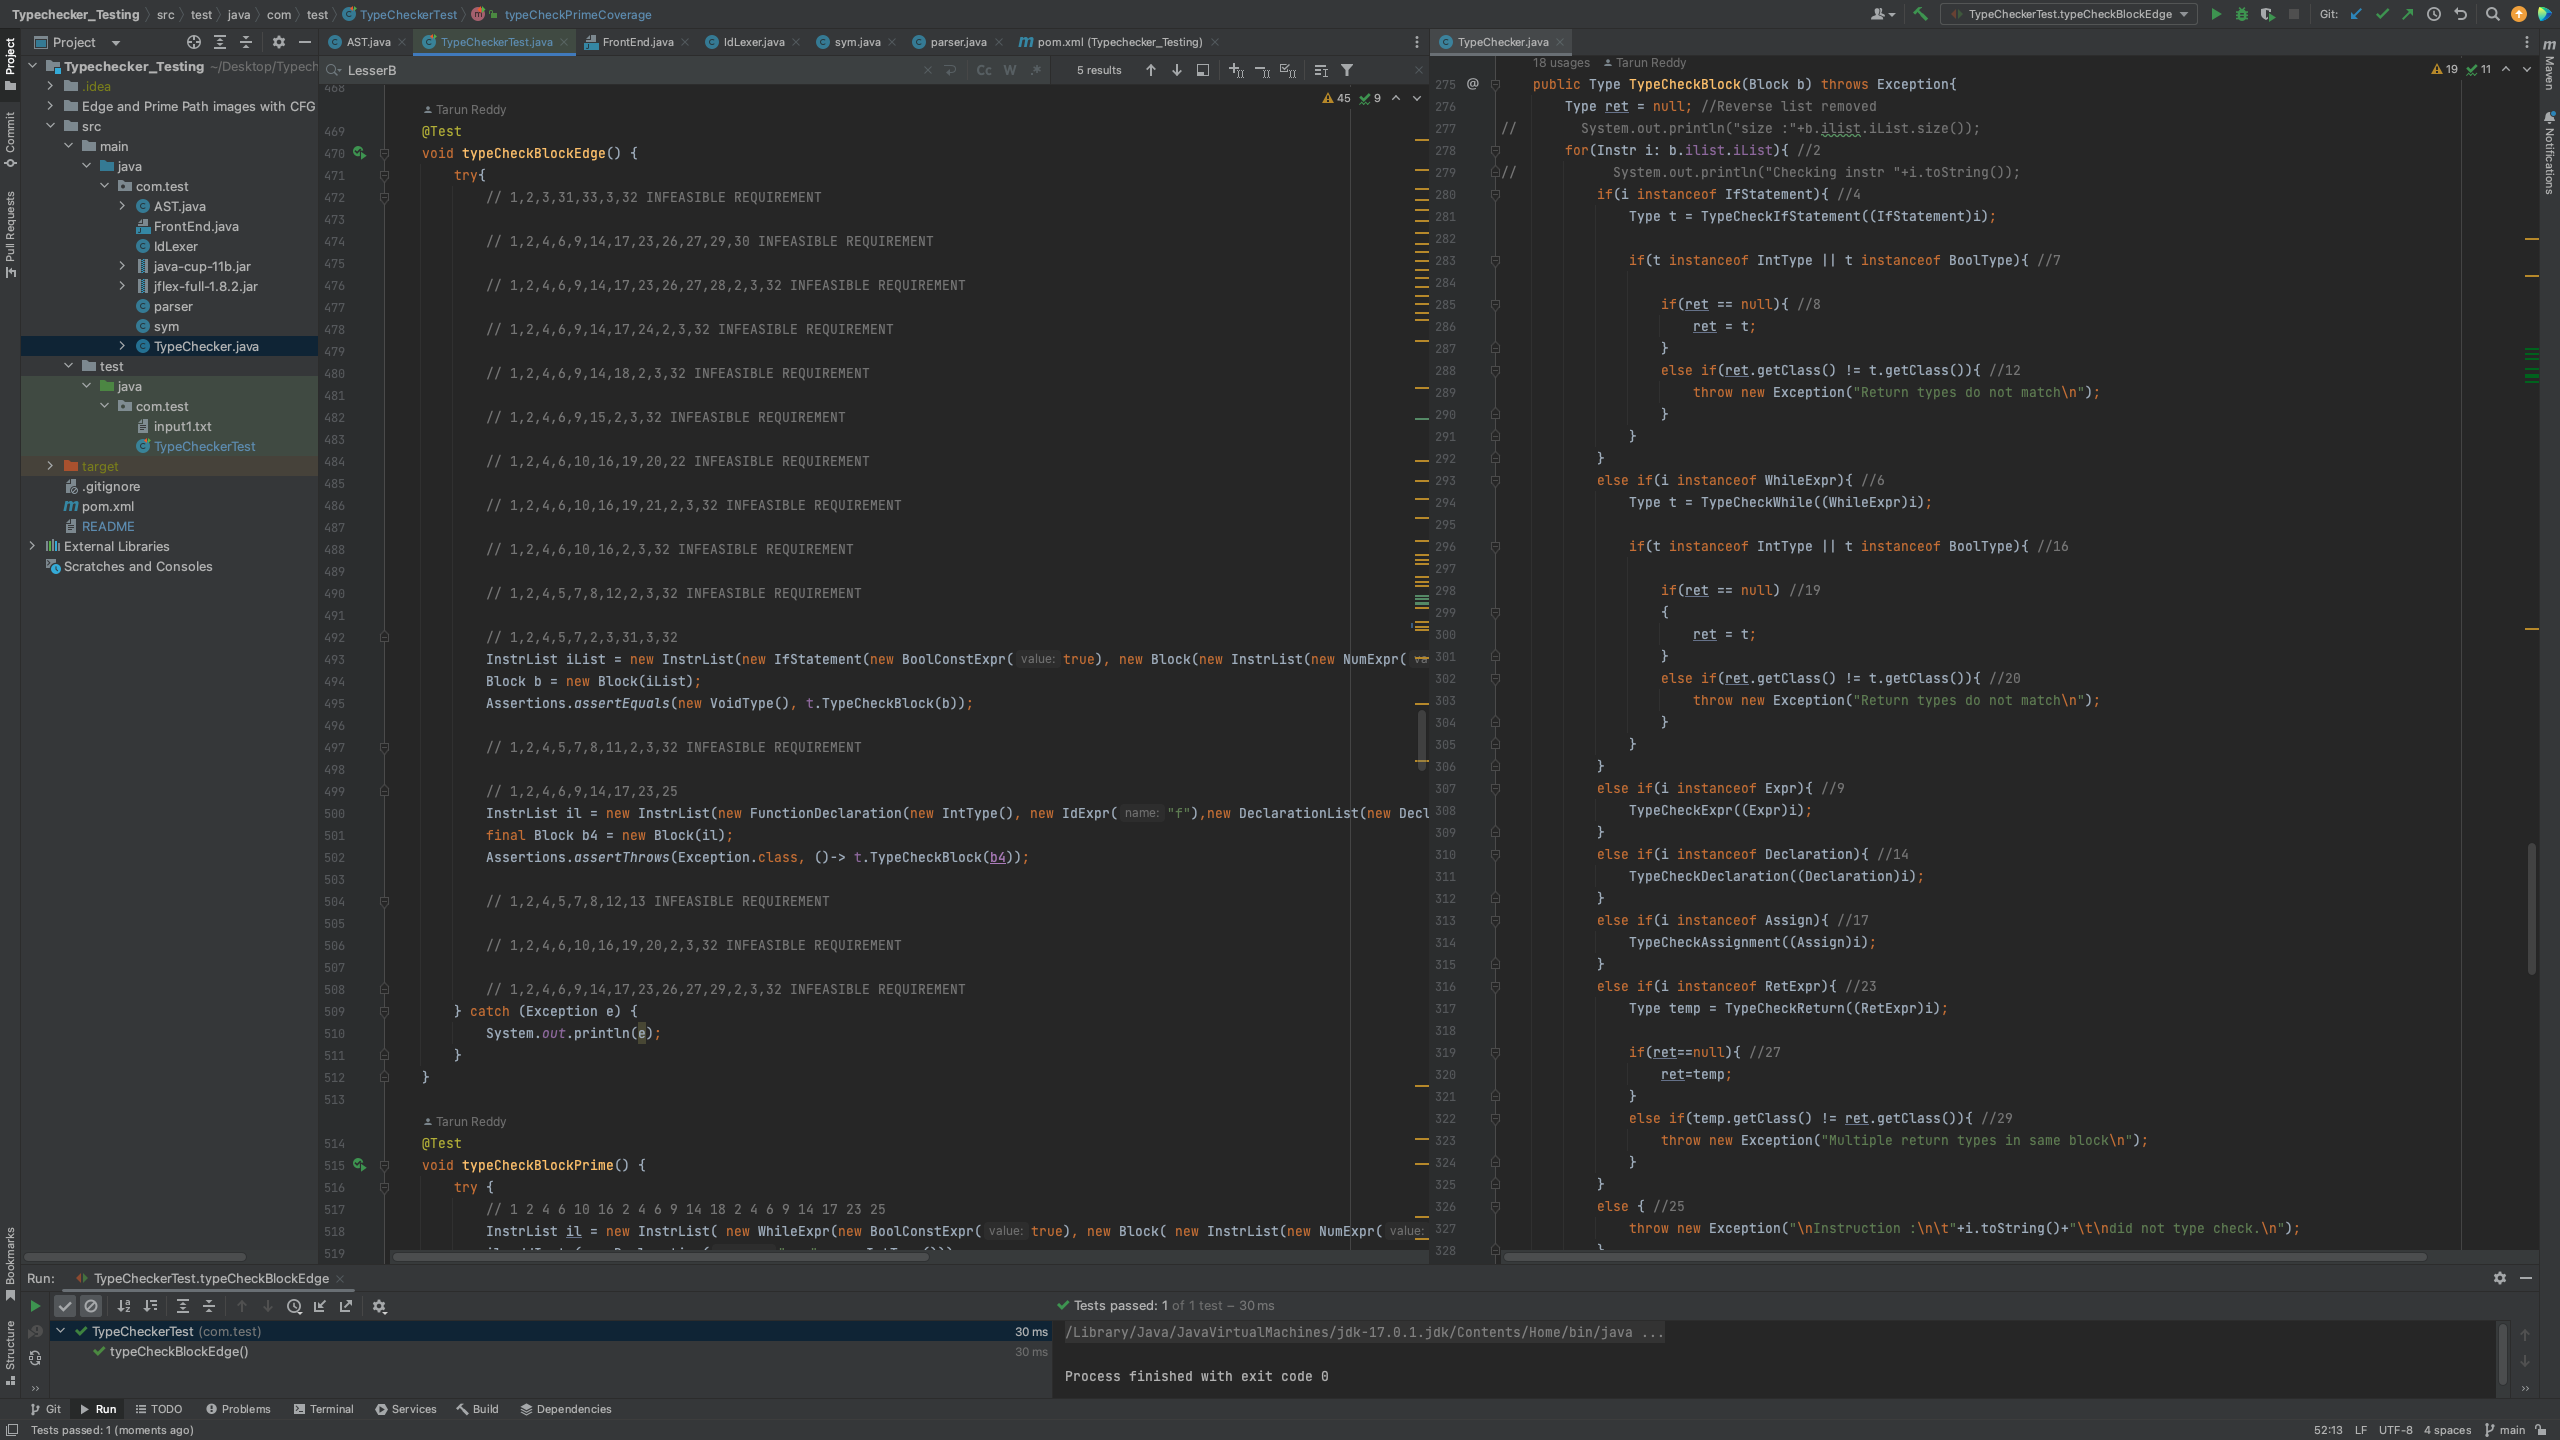 Typechecker_Testing src test java com test TypeCheckerTest typeCheckPrimeCoverage
TypeCheckerTest.typeCheckBlockEdge Git:
Project
AST.java TypeCheckerTest.java FrontEnd.java IdLexer.java sym.java parser.java pom.xml (Typechecker_Testing)
TypeChecker.java
LesserB Cc W .* 5 results
Typechecker_Testing ~/Desktop/Typech
.idea
Edge and Prime Path images with CFG
src
main
java
com.test
AST.java
FrontEnd.java
IdLexer
java-cup-11b.jar
jflex-full-1.8.2.jar
parser
sym
TypeChecker.java
test
java
com.test
input1.txt
TypeCheckerTest
target
.gitignore
pom.xml
README
External Libraries
Scratches and Consoles
Project
Commit
Pull Requests
Bookmarks
Structure
Maven
Notifications
45 9
468
Tarun Reddy
469 @Test
470 void typeCheckBlockEdge() {
471 try{
472 // 1,2,3,31,33,3,32 INFEASIBLE REQUIREMENT
473
474 // 1,2,4,6,9,14,17,23,26,27,29,30 INFEASIBLE REQUIREMENT
475
476 // 1,2,4,6,9,14,17,23,26,27,28,2,3,32 INFEASIBLE REQUIREMENT
477
478 // 1,2,4,6,9,14,17,24,2,3,32 INFEASIBLE REQUIREMENT
479
480 // 1,2,4,6,9,14,18,2,3,32 INFEASIBLE REQUIREMENT
481
482 // 1,2,4,6,9,15,2,3,32 INFEASIBLE REQUIREMENT
483
484 // 1,2,4,6,10,16,19,20,22 INFEASIBLE REQUIREMENT
485
486 // 1,2,4,6,10,16,19,21,2,3,32 INFEASIBLE REQUIREMENT
487
488 // 1,2,4,6,10,16,2,3,32 INFEASIBLE REQUIREMENT
489
490 // 1,2,4,5,7,8,12,2,3,32 INFEASIBLE REQUIREMENT
491
492 // 1,2,4,5,7,2,3,31,3,32
493 InstrList iList = new InstrList(new IfStatement(new BoolConstExpr( value: true), new Block(new InstrList(new NumExpr( va
494 Block b = new Block(iList);
495 Assertions.assertEquals(new VoidType(), t.TypeCheckBlock(b));
496
497 // 1,2,4,5,7,8,11,2,3,32 INFEASIBLE REQUIREMENT
498
499 // 1,2,4,6,9,14,17,23,25
500 InstrList il = new InstrList(new FunctionDeclaration(new IntType(), new IdExpr( name: "f"),new DeclarationList(new Decl
501 final Block b4 = new Block(il);
502 Assertions.assertThrows(Exception.class, ()-> t.TypeCheckBlock(b4));
503
504 // 1,2,4,5,7,8,12,13 INFEASIBLE REQUIREMENT
505
506 // 1,2,4,6,10,16,19,20,2,3,32 INFEASIBLE REQUIREMENT
507
508 // 1,2,4,6,9,14,17,23,26,27,29,2,3,32 INFEASIBLE REQUIREMENT
509 } catch (Exception e) {
510 System.out.println(e);
511 }
512 }
513
Tarun Reddy
514 @Test
515 void typeCheckBlockPrime() {
516 try {
517 // 1 2 4 6 10 16 2 4 6 9 14 18 2 4 6 9 14 17 23 25
518 InstrList il = new InstrList( new WhileExpr(new BoolConstExpr( value: true), new Block( new InstrList(new NumExpr( value:
519
18 usages Tarun Reddy
19 11
275 @ public Type TypeCheckBlock(Block b) throws Exception{
276 Type ret = null; //Reverse list removed
277 // System.out.println("size :"+b.ilist.iList.size());
278 for(Instr i: b.ilist.iList){ //2
279 // System.out.println("Checking instr "+i.toString());
280 if(i instanceof IfStatement){ //4
281 Type t = TypeCheckIfStatement((IfStatement)i);
282
283 if(t instanceof IntType || t instanceof BoolType){ //7
284
285 if(ret == null){ //8
286 ret = t;
287 }
288 else if(ret.getClass() != t.getClass()){ //12
289 throw new Exception("Return types do not match\n");
290 }
291 }
292 }
293 else if(i instanceof WhileExpr){ //6
294 Type t = TypeCheckWhile((WhileExpr)i);
295
296 if(t instanceof IntType || t instanceof BoolType){ //16
297
298 if(ret == null) //19
299 {
300 ret = t;
301 }
302 else if(ret.getClass() != t.getClass()){ //20
303 throw new Exception("Return types do not match\n");
304 }
305 }
306 }
307 else if(i instanceof Expr){ //9
308 TypeCheckExpr((Expr)i);
309 }
310 else if(i instanceof Declaration){ //14
311 TypeCheckDeclaration((Declaration)i);
312 }
313 else if(i instanceof Assign){ //17
314 TypeCheckAssignment((Assign)i);
315 }
316 else if(i instanceof RetExpr){ //23
317 Type temp = TypeCheckReturn((RetExpr)i);
318
319 if(ret==null){ //27
320 ret=temp;
321 }
322 else if(temp.getClass() != ret.getClass()){ //29
323 throw new Exception("Multiple return types in same block\n");
324 }
325 }
326 else { //25
327 throw new Exception("\nInstruction :\n\t"+i.toString()+"\t\ndid not type check.\n");
328
Run: TypeCheckerTest.typeCheckBlockEdge
Tests passed: 1 of 1 test – 30 ms
TypeCheckerTest (com.test) 30 ms
typeCheckBlockEdge() 30 ms
/Library/Java/JavaVirtualMachines/jdk-17.0.1.jdk/Contents/Home/bin/java ...
Process finished with exit code 0
Git Run TODO Problems Terminal Services Build Dependencies
Tests passed: 1 (moments ago) 52:13 LF UTF-8 4 spaces main